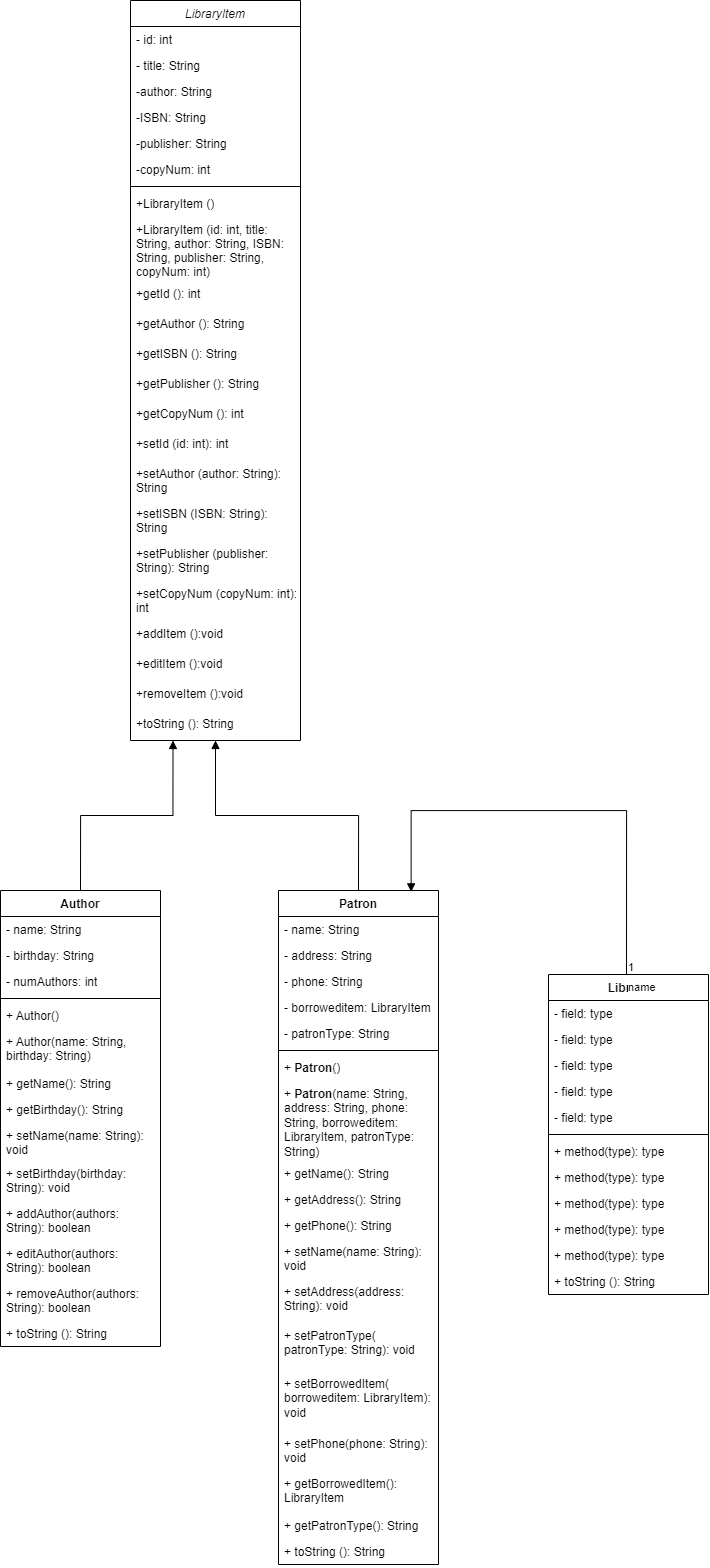 LibraryItem
- id: int
- title: String
-author: String
-ISBN: String
-publisher: String
-copyNum: int
+LibraryItem ()
+LibraryItem (id: int, title:
String, author: String, ISBN:
String, publisher: String,
copyNum: int)
+getId (): int
+getAuthor (): String
+getISBN (): String
+getPublisher (): String
+getCopyNum (): int
+setId (id: int): int
+setAuthor (author: String):
String
+setISBN (ISBN: String):
String
+setPublisher (publisher:
String): String
+setCopyNum (copyNum: int):
int
+addItem ():void
+editItem ():void
+removeItem ():void
+toString (): String
Author
- name: String
- birthday: String
- numAuthors: int
+ Author()
+ Author(name: String,
birthday: String)
+ getName(): String
+ getBirthday(): String
+ setName(name: String):
void
+ setBirthday(birthday:
String): void
+ addAuthor(authors:
String): boolean
+ editAuthor(authors:
String): boolean
+ removeAuthor(authors:
String): boolean
+ toString (): String
Patron
- name: String
- address: String
- phone: String
- borroweditem: LibraryItem
- patronType: String
+ Patron()
+ Patron(name: String,
address: String, phone:
String, borroweditem:
LibraryItem, patronType:
String)
+ getName(): String
+ getAddress(): String
+ getPhone(): String
+ setName(name: String):
void
+ setAddress(address:
String): void
+ setPatronType(
patronType: String): void
+ setBorrowedItem(
borroweditem: LibraryItem):
void
+ setPhone(phone: String):
void
+ getBorrowedItem():
LibraryItem
+ getPatronType(): String
+ toString (): String
1
name
- field: type
- field: type
- field: type
- field: type
- field: type
+ method(type): type
+ method(type): type
+ method(type): type
+ method(type): type
+ method(type): type
+ toString (): String